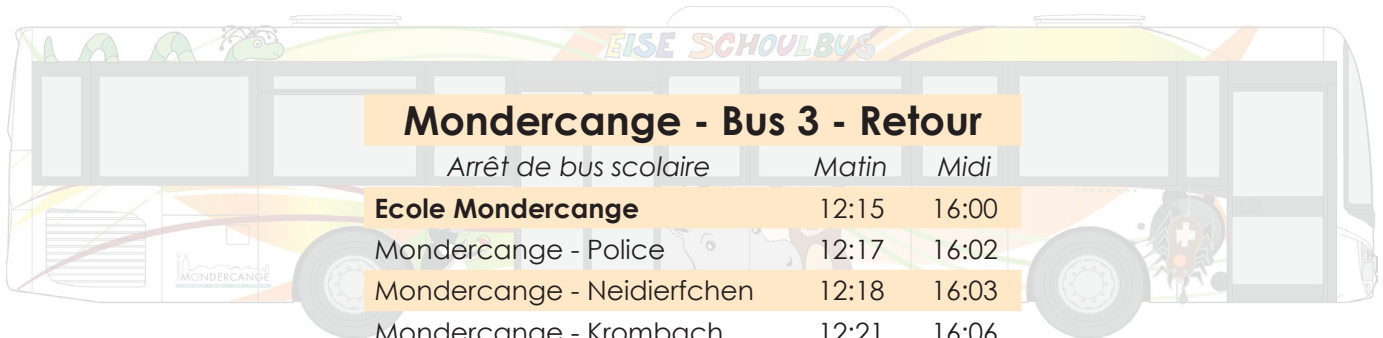 EISE SCHOULBUS
Mondercange - Bus 3 - Retour
Arrêt de bus scolaire Matin Midi
Ecole Mondercange 12:15 16:00
Mondercange - Police 12:17 16:02
MONDERCANGE
Mondercange - Neidierfchen 12:18 16:03
Mondercange - Krombach 12:21 16:06